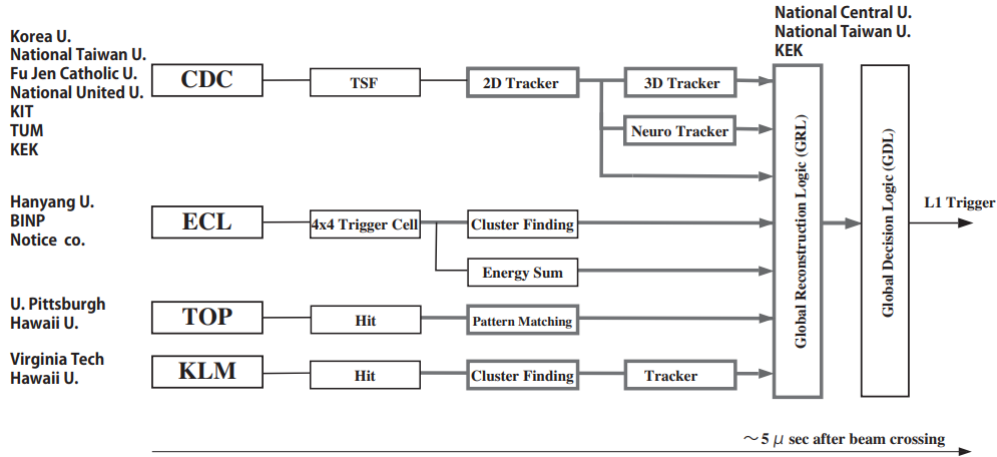 National Central U.
National Taiwan U.
KEK
Korea U.
National Taiwan U.
Fu Jen Catholic U.
National United U.
KIT
TUM
KEK
CDC
TSF
2D Tracker
3D Tracker
Neuro Tracker
Hanyang U.
BINP
Notice co.
ECL
4x4 Trigger Cell
Cluster Finding
Energy Sum
U. Pittsburgh
Hawaii U.
TOP
Hit
Pattern Matching
Virginia Tech
Hawaii U.
KLM
Hit
Cluster Finding
Tracker
Global Reconstruction Logic (GRL)
Global Decision Logic (GDL)
L1 Trigger
～5 μ sec after beam crossing